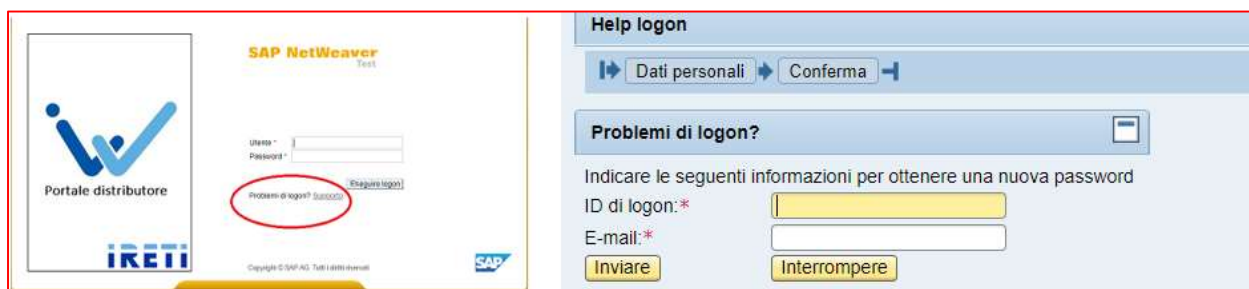 SAP NetWeaver
Test
Utente *
Password *
Eseguire logon
Problemi di logon? Supporto
Portale distributore
iRETi
Copyright © SAP AG. Tutti i diritti riservati
SAP
Help logon
Dati personali
Conferma
Problemi di logon?
Indicare le seguenti informazioni per ottenere una nuova password
ID di logon:*
E-mail:*
Inviare
Interrompere